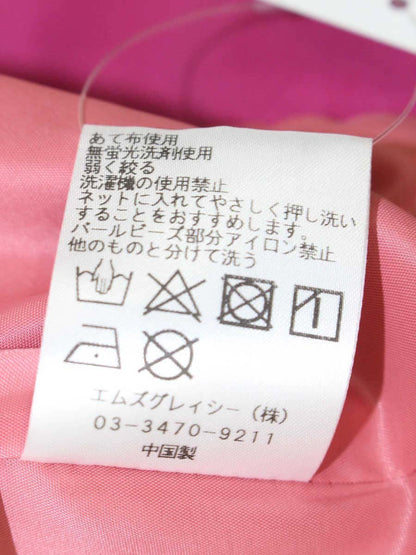 あて布使用
無蛍光洗剤使用
弱く絞る
洗濯機の使用禁止
ネットに入れてやさしく押し洗い
することをおすすめします。
パールビーズ部分アイロン禁止
他のものと分けて洗う
エムズグレイシー(株)
03-3470-9211
中国製